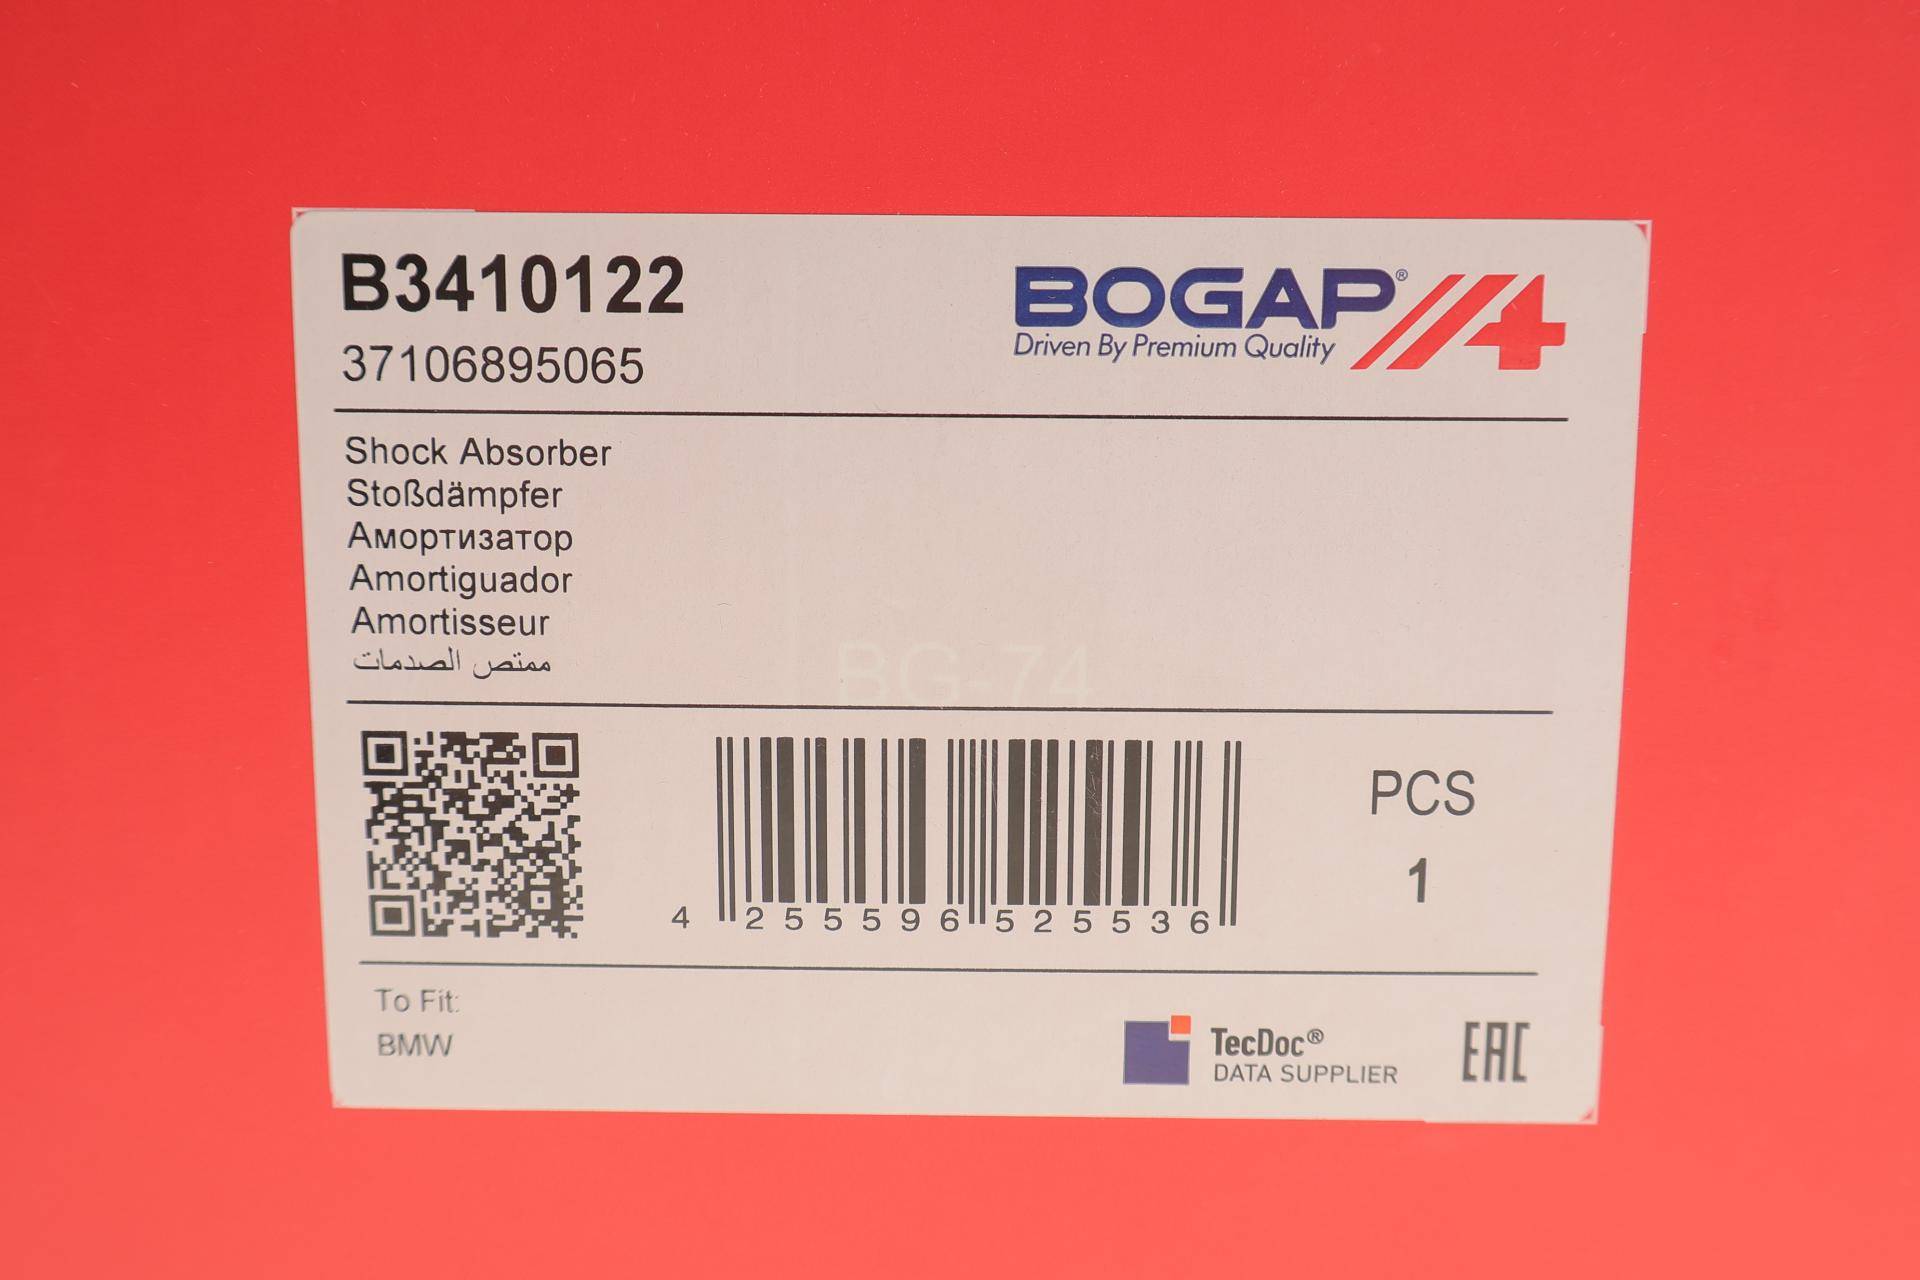 B3410122
37106895065
BOGAP®
Driven By Premium Quality
Shock Absorber
Stoßdämpfer
Амортизатор
Amortiguador
Amortisseur
ممتص الصدمات
BG-74
4 255596 525536
PCS
1
To Fit:
BMW
TecDoc®
DATA SUPPLIER
EAC